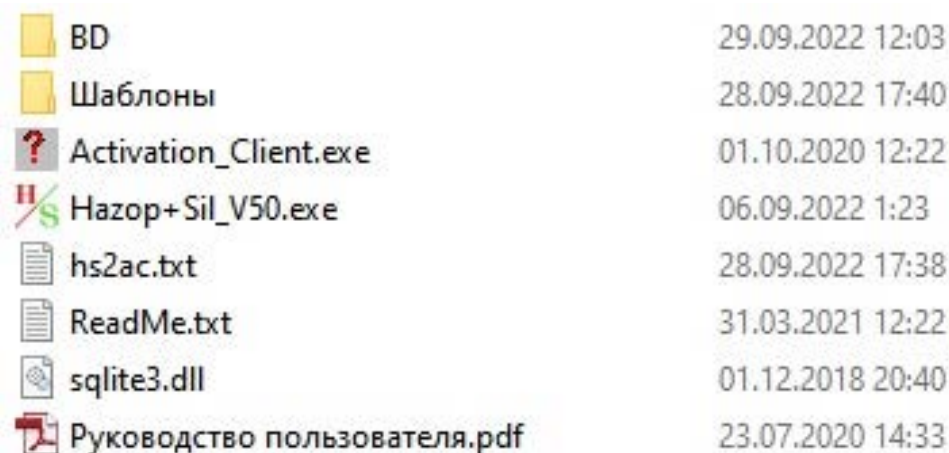 BD 29.09.2022 12:03
Шаблоны 28.09.2022 17:40
? Activation_Client.exe 01.10.2020 12:22
H/S Hazop+Sil_V50.exe 06.09.2022 1:23
hs2ac.txt 28.09.2022 17:38
ReadMe.txt 31.03.2021 12:22
sqlite3.dll 01.12.2018 20:40
Руководство пользователя.pdf 23.07.2020 14:33